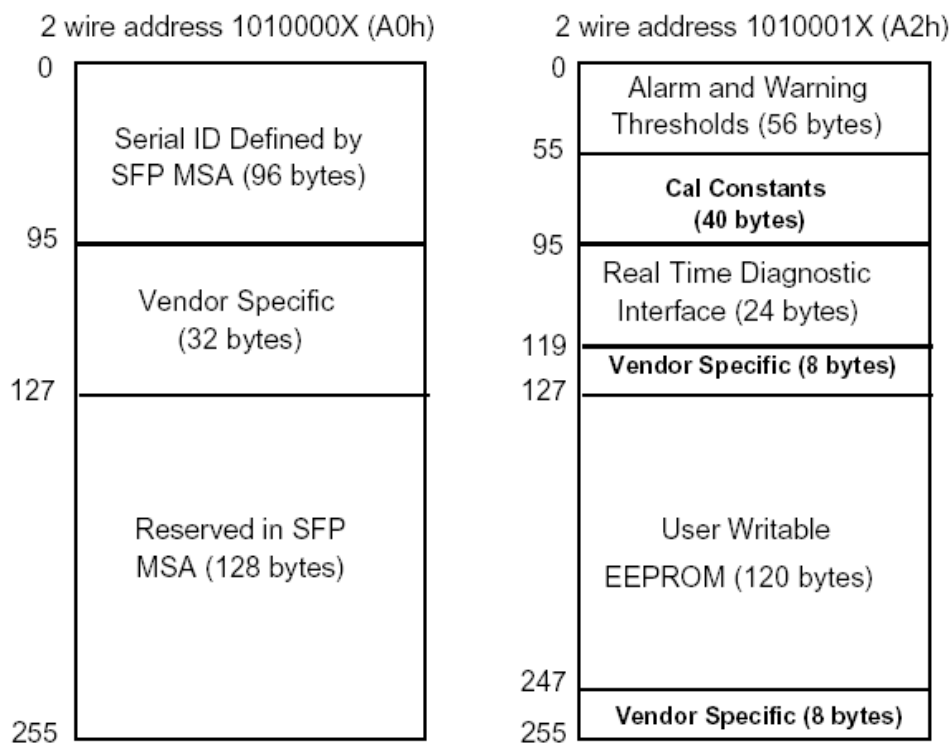 2 wire address 1010000X (A0h)
0
Serial ID Defined by
SFP MSA (96 bytes)
95
Vendor Specific
(32 bytes)
127
Reserved in SFP
MSA (128 bytes)
255
2 wire address 1010001X (A2h)
0
Alarm and Warning
Thresholds (56 bytes)
55
Cal Constants
(40 bytes)
95
Real Time Diagnostic
Interface (24 bytes)
119
Vendor Specific (8 bytes)
127
User Writable
EEPROM (120 bytes)
247
Vendor Specific (8 bytes)
255